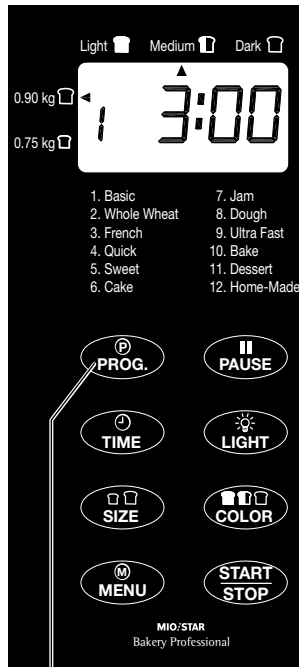 Light Medium Dark
0.90 kg
1 3:00
0.75 kg
1. Basic
2. Whole Wheat
3. French
4. Quick
5. Sweet
6. Cake
7. Jam
8. Dough
9. Ultra Fast
10. Bake
11. Dessert
12. Home-Made
P
PROG.
PAUSE
TIME
LIGHT
SIZE
COLOR
M
MENU
START
STOP
MIO STAR
Bakery Professional